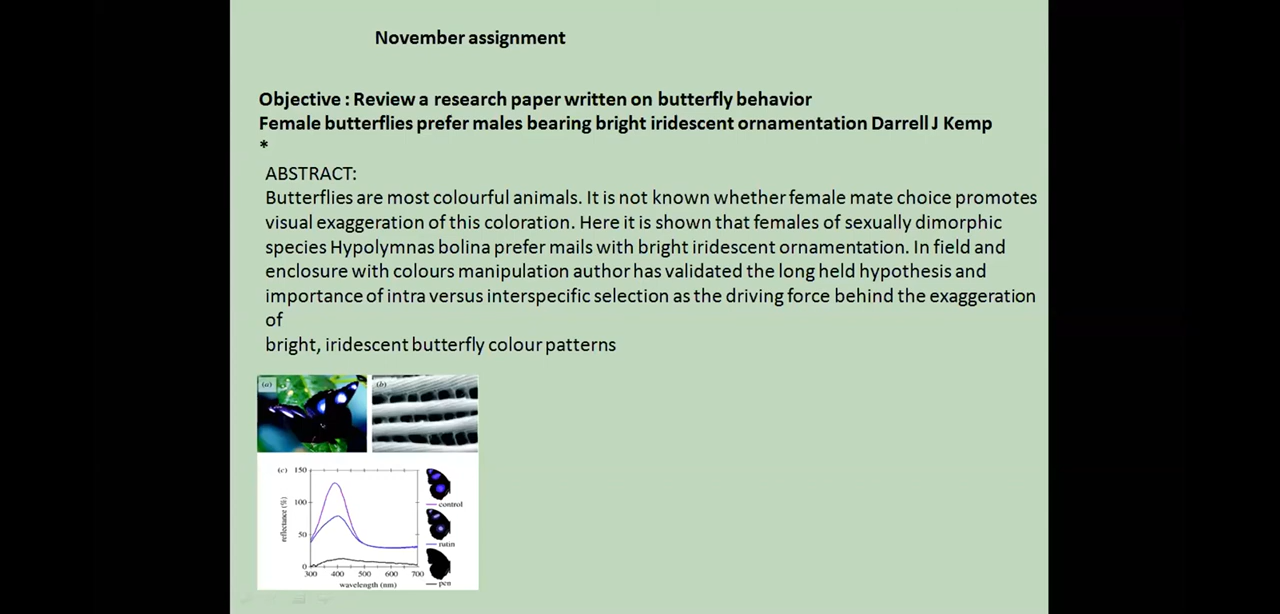 November assignment
Objective : Review a research paper written on butterfly behavior
Female butterflies prefer males bearing bright iridescent ornamentation Darrell J Kemp
*
ABSTRACT:
Butterflies are most colourful animals. It is not known whether female mate choice promotes
visual exaggeration of this coloration. Here it is shown that females of sexually dimorphic
species Hypolymnas bolina prefer mails with bright iridescent ornamentation. In field and
enclosure with colours manipulation author has validated the long held hypothesis and
importance of intra versus interspecific selection as the driving force behind the exaggeration
of
bright, iridescent butterfly colour patterns
(a) (b)
(c) 150
100
50
0
reflectance (%)
300 400 500 600 700
wavelength (nm)
control
rutin
pen